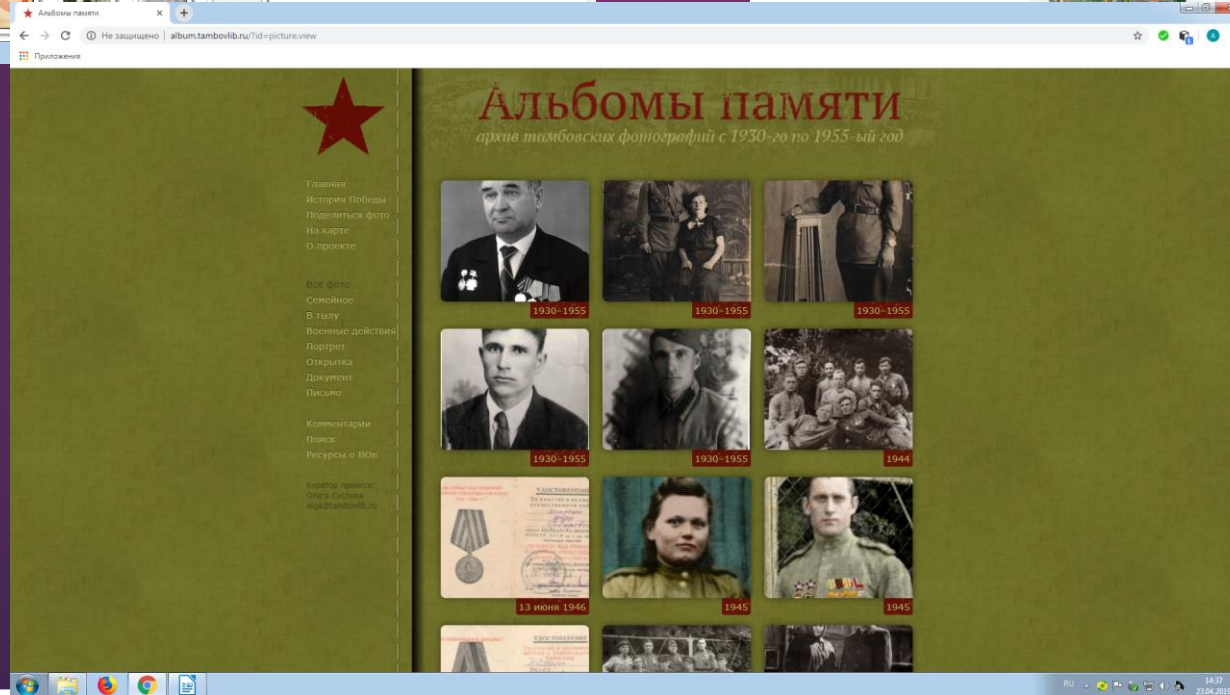 Альбомы памяти
Не защищено
album.tambovlib.ru/?id=picture.view
Приложения
Альбомы памяти
архив тамбовских фотографий с 1930-го по 1955-ый год
Главная
История Победы
Поделиться фото
На карте
О проекте
Все фото
Семейное
В тылу
Военные действия
Портрет
Открытка
Документ
Письмо
Комментарии
Поиск
Ресурсы о ВОв
Куратор проекта:
Ольга Суслова
olga@tambovlib.ru
1930–1955
1930–1955
1930–1955
1930–1955
1930–1955
1944
УДОСТОВЕРЕНИЕ
За участие в
13 июня 1946
1945
1945
УДОСТОВЕРЕНИЕ
RU
14:37